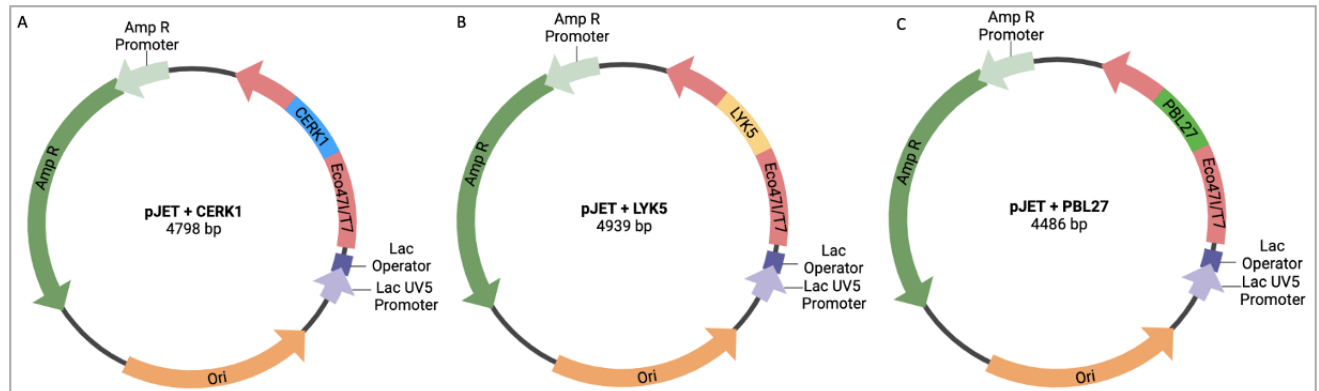 A
Amp R
Promoter
CERK1
Eco47I/T7
Amp R
pJET + CERK1
4798 bp
Lac
Operator
Lac UV5
Promoter
Ori
B
Amp R
Promoter
LYK5
Eco47I/T7
Amp R
pJET + LYK5
4939 bp
Lac
Operator
Lac UV5
Promoter
Ori
C
Amp R
Promoter
PBL27
Eco47I/T7
Amp R
pJET + PBL27
4486 bp
Lac
Operator
Lac UV5
Promoter
Ori